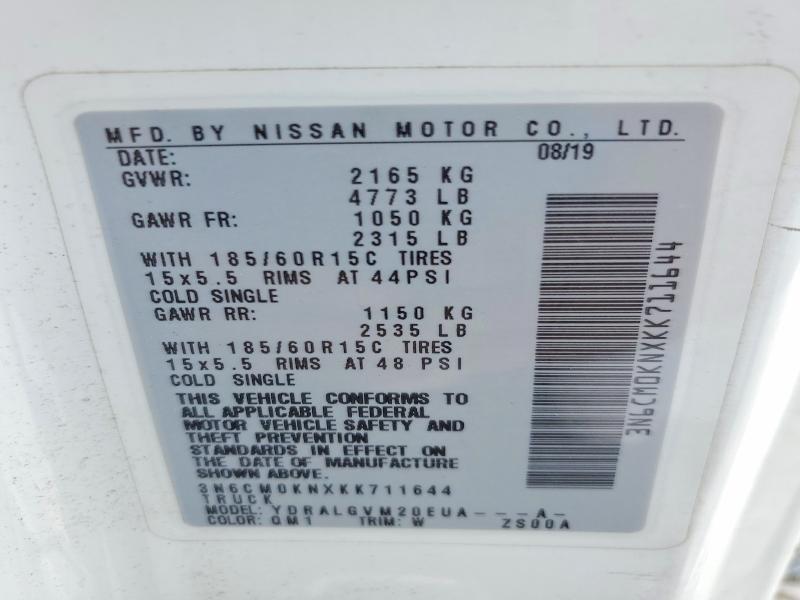 MFD. BY NISSAN MOTOR CO., LTD.
DATE: 08/19
GVWR: 2165 KG
4773 LB
GAWR FR: 1050 KG
2315 LB
WITH 185/60R15C TIRES
15x5.5 RIMS AT 44PSI
COLD SINGLE
GAWR RR: 1150 KG
2535 LB
WITH 185/60R15C TIRES
15x5.5 RIMS AT 48 PSI
COLD SINGLE
THIS VEHICLE CONFORMS TO
ALL APPLICABLE FEDERAL
MOTOR VEHICLE SAFETY AND
THEFT PREVENTION
STANDARDS IN EFFECT ON
THE DATE OF MANUFACTURE
SHOWN ABOVE.
3N6CM0KNXKK711644
TRUCK
MODEL: YDRALGVM20EUA---A-
COLOR: QM1 TRIM: W ZS00A
3N6CM0KNXKK711644